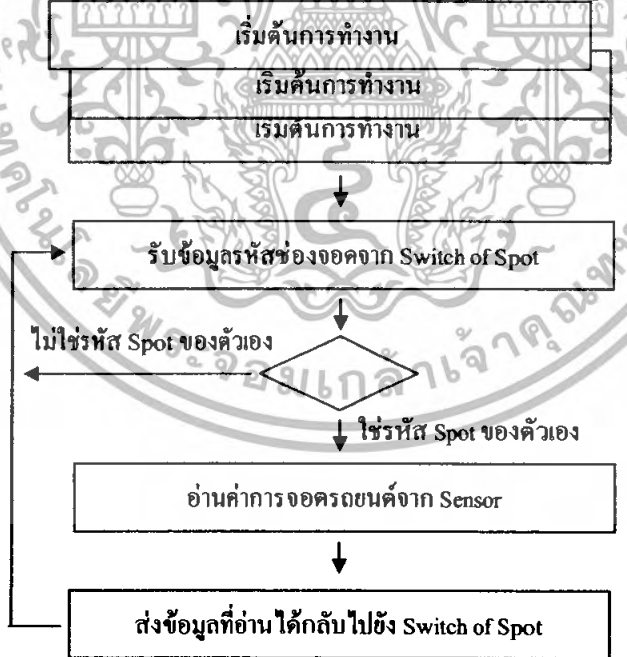 เริ่มต้นการทำงาน
เริ่มต้นการทำงาน
เริ่มต้นการทำงาน
รับข้อมูลรหัสช่องจอดจาก Switch of Spot
ไม่ใช่รหัส Spot ของตัวเอง
ใช่รหัส Spot ของตัวเอง
อ่านค่าการจอดรถยนต์จาก Sensor
ส่งข้อมูลที่อ่านได้กลับไปยัง Switch of Spot